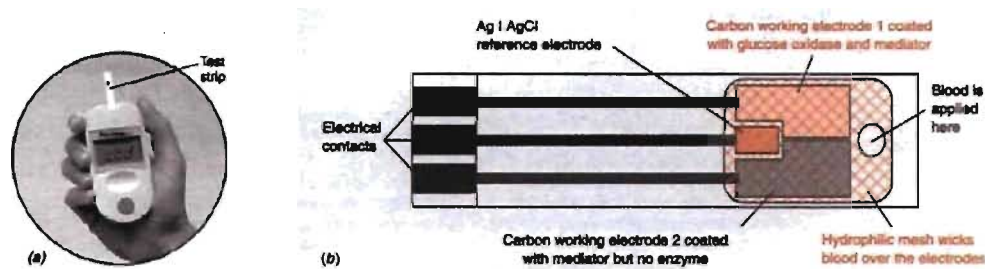 Test
strip
(a)
Ag | AgCl
reference electrode
Carbon working electrode 1 coated
with glucose oxidase and mediator
Blood is
applied
here
Electrical
contacts
Carbon working electrode 2 coated
with mediator but no enzyme
Hydrophilic mesh wicks
blood over the electrodes
(b)